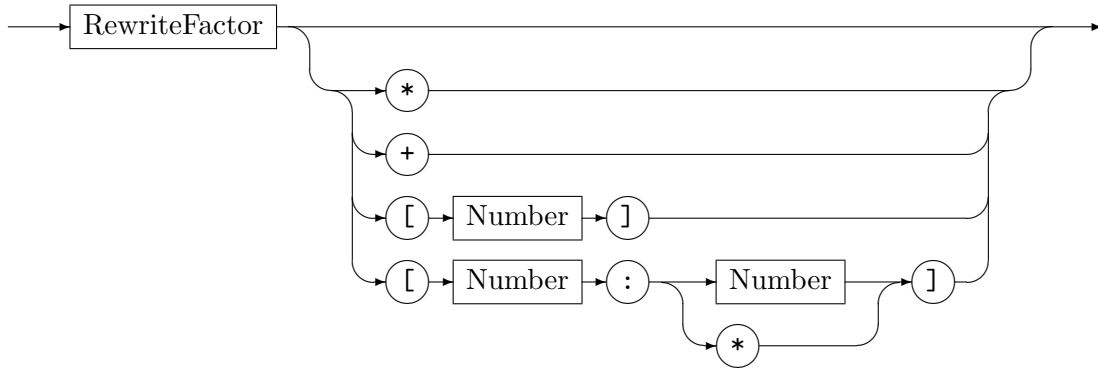 RewriteFactor
*
+
[ Number ]
[ Number : Number ]
*